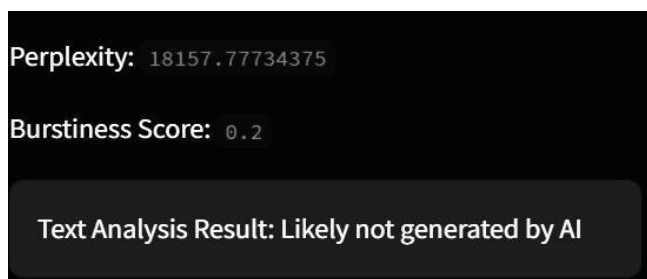 Perplexity: 18157.77734375
Burstiness Score: 0.2
Text Analysis Result: Likely not generated by AI